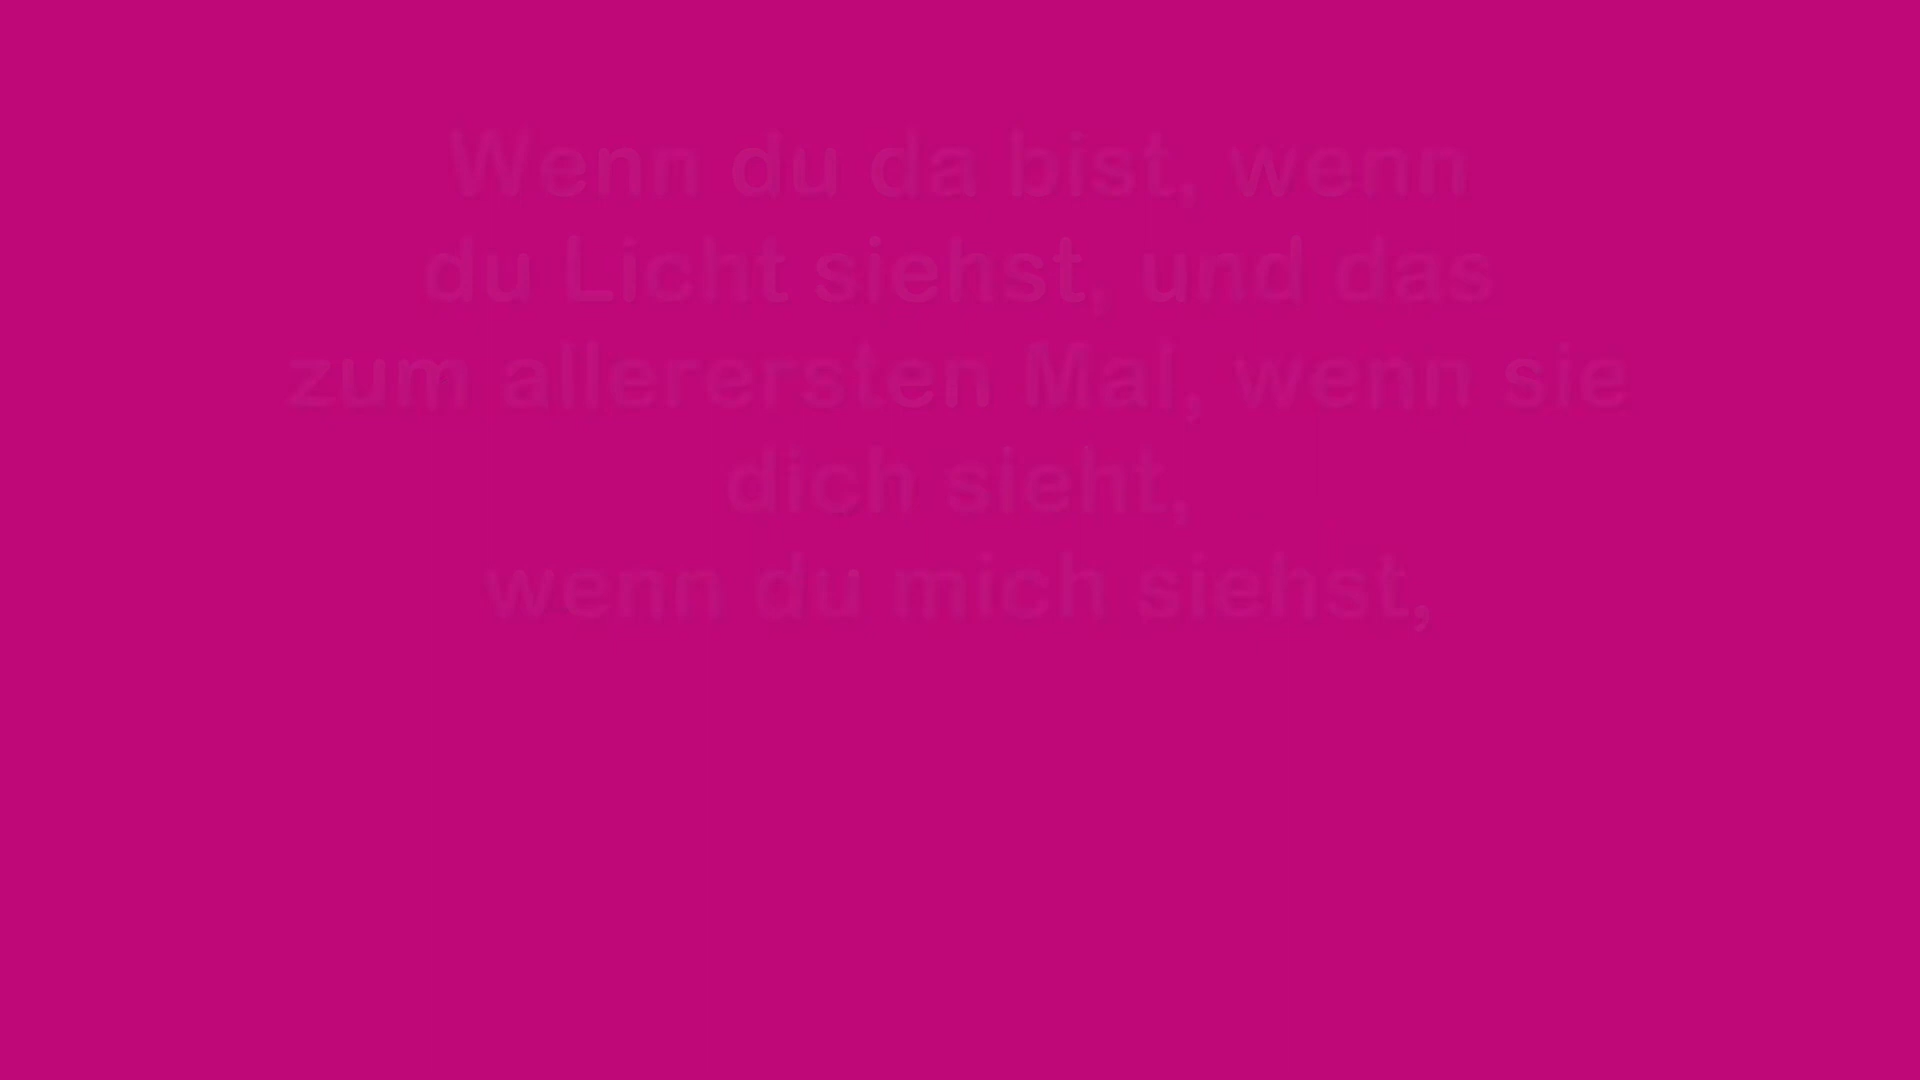 Wenn du da bist, wenn
du Licht siehst, und das
zum allerersten Mal, wenn sie
dich sieht,
wenn du mich siehst,